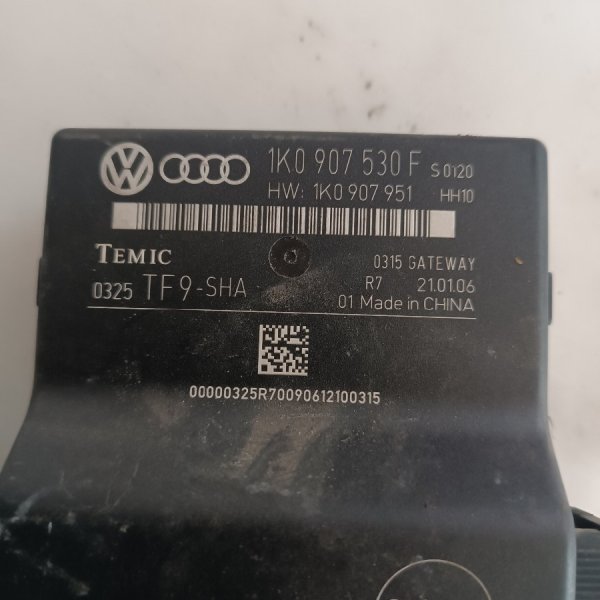 1K0 907 530 F S 0120
HW: 1K0 907 951 HH10
TEMIC 0315 GATEWAY
0325 TF9-SHA R7 21.01.06
01 Made in CHINA
00000325R70090612100315